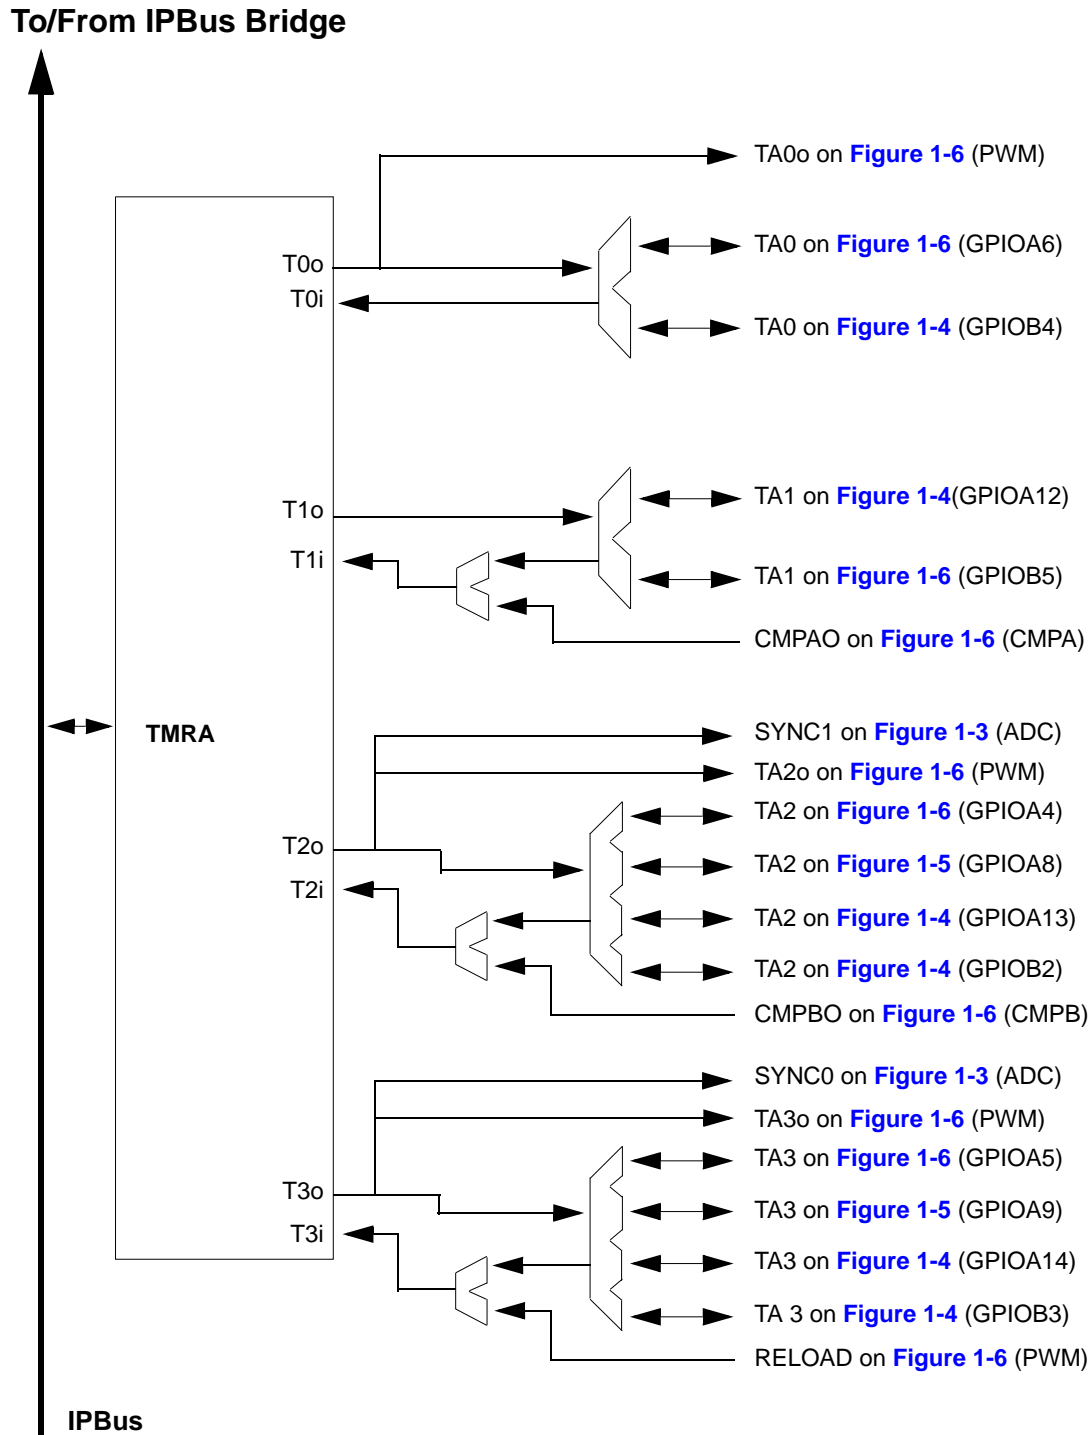 To/From IPBus Bridge
TA0o on Figure 1-6 (PWM)
TA0 on Figure 1-6 (GPIOA6)
T0o
T0i
TA0 on Figure 1-4 (GPIOB4)
TA1 on Figure 1-4(GPIOA12)
T1o
T1i
TA1 on Figure 1-6 (GPIOB5)
CMPAO on Figure 1-6 (CMPA)
TMRA
SYNC1 on Figure 1-3 (ADC)
TA2o on Figure 1-6 (PWM)
TA2 on Figure 1-6 (GPIOA4)
T2o
TA2 on Figure 1-5 (GPIOA8)
T2i
TA2 on Figure 1-4 (GPIOA13)
TA2 on Figure 1-4 (GPIOB2)
CMPBO on Figure 1-6 (CMPB)
SYNC0 on Figure 1-3 (ADC)
TA3o on Figure 1-6 (PWM)
TA3 on Figure 1-6 (GPIOA5)
T3o
TA3 on Figure 1-5 (GPIOA9)
T3i
TA3 on Figure 1-4 (GPIOA14)
TA 3 on Figure 1-4 (GPIOB3)
RELOAD on Figure 1-6 (PWM)
IPBus